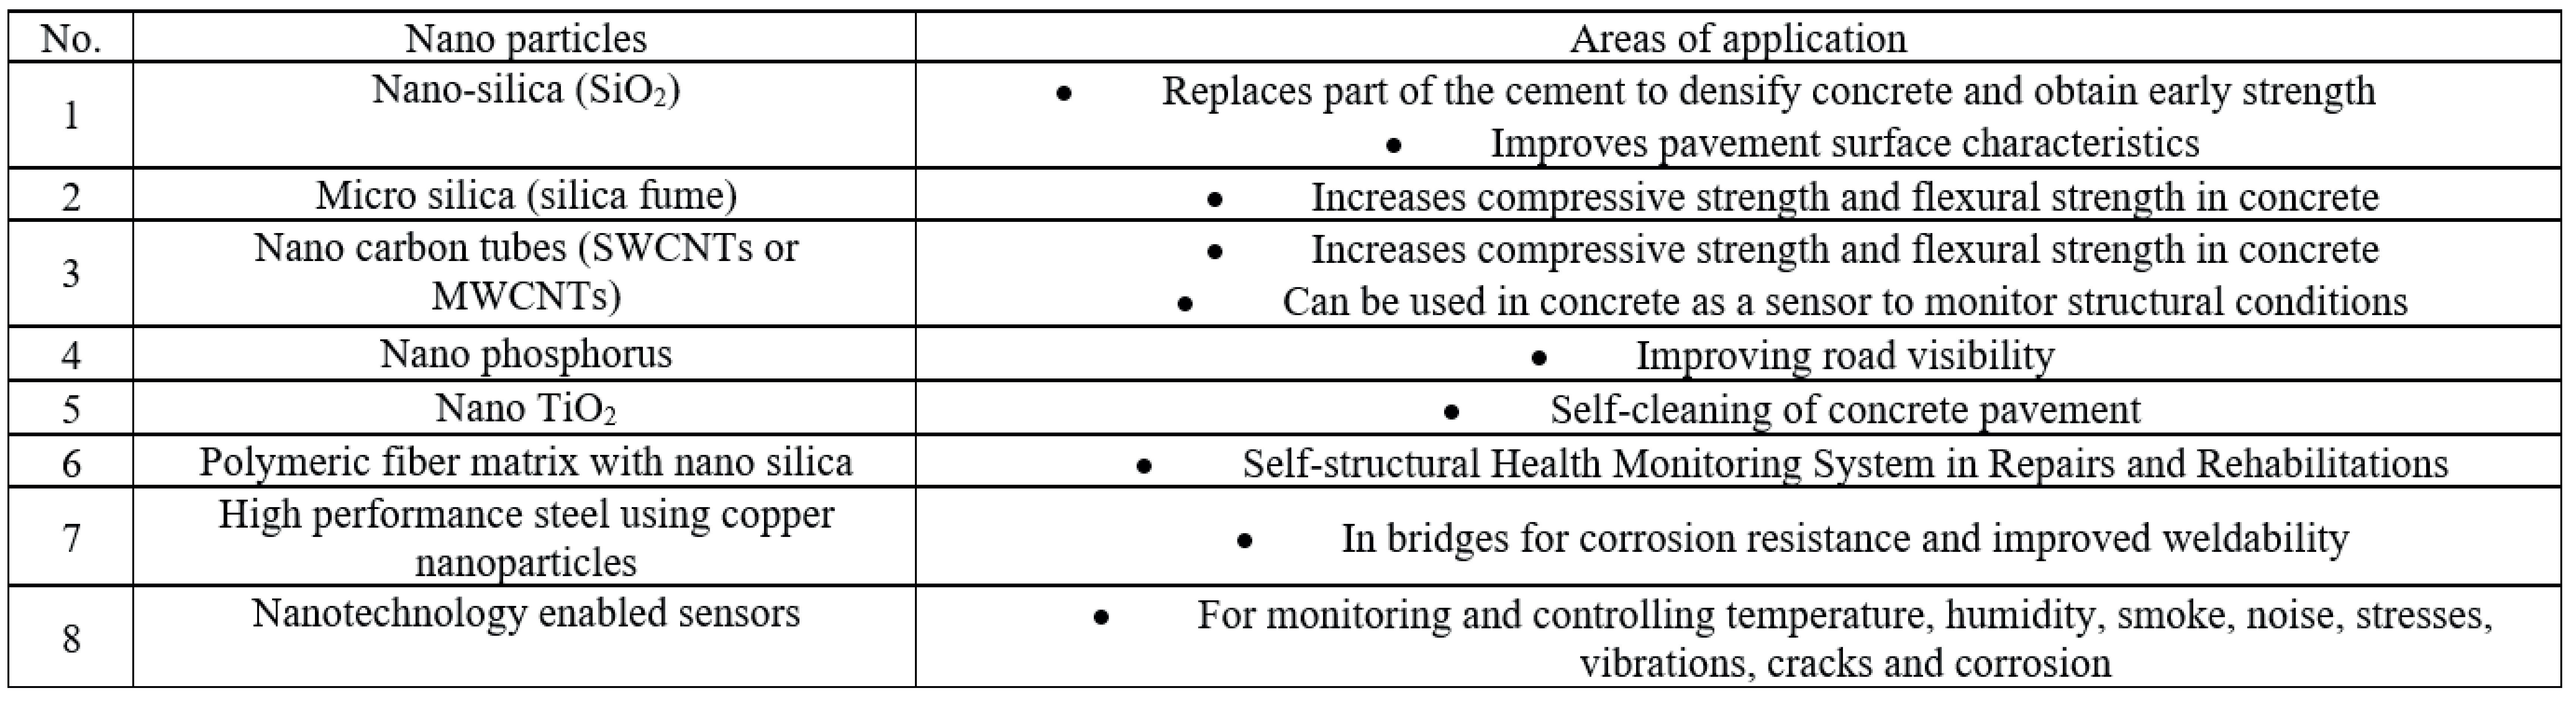 No. Nano particles Areas of application
1 Nano-silica (SiO₂) • Replaces part of the cement to densify concrete and obtain early strength
• Improves pavement surface characteristics
2 Micro silica (silica fume) • Increases compressive strength and flexural strength in concrete
3 Nano carbon tubes (SWCNTs or
MWCNTs)
• Increases compressive strength and flexural strength in concrete
• Can be used in concrete as a sensor to monitor structural conditions
4 Nano phosphorus • Improving road visibility
5 Nano TiO₂ • Self-cleaning of concrete pavement
6 Polymeric fiber matrix with nano silica • Self-structural Health Monitoring System in Repairs and Rehabilitations
7 High performance steel using copper
nanoparticles
• In bridges for corrosion resistance and improved weldability
8 Nanotechnology enabled sensors • For monitoring and controlling temperature, humidity, smoke, noise, stresses,
vibrations, cracks and corrosion